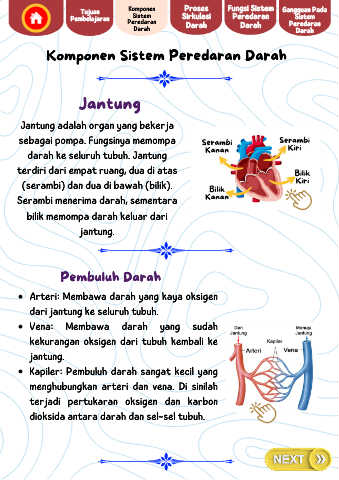 Tujuan
Pembelajaran
Komponen
Sistem
Peredaran
Darah
Proses
Sirkulasi
Darah
Fungsi Sistem
Peredaran
Darah
Gangguan Pada
Sistem
Peredaran
Darah
Komponen Sistem Peredaran Darah
Jantung
Jantung adalah organ yang bekerja
sebagai pompa. Fungsinya memompa
darah ke seluruh tubuh. Jantung
terdiri dari empat ruang, dua di atas
(serambi) dan dua di bawah (bilik).
Serambi menerima darah, sementara
bilik memompa darah keluar dari
jantung.
Serambi
Kanan
Serambi
Kiri
Bilik
Kiri
Bilik
Kanan
Pembuluh Darah
• Arteri: Membawa darah yang kaya oksigen
dari jantung ke seluruh tubuh.
• Vena: Membawa darah yang sudah
kekurangan oksigen dari tubuh kembali ke
jantung.
• Kapiler: Pembuluh darah sangat kecil yang
menghubungkan arteri dan vena. Di sinilah
terjadi pertukaran oksigen dan karbon
dioksida antara darah dan sel-sel tubuh.
Dari
Jantung
Menuju
Jantung
Kapiler
Arteri
Vena
NEXT